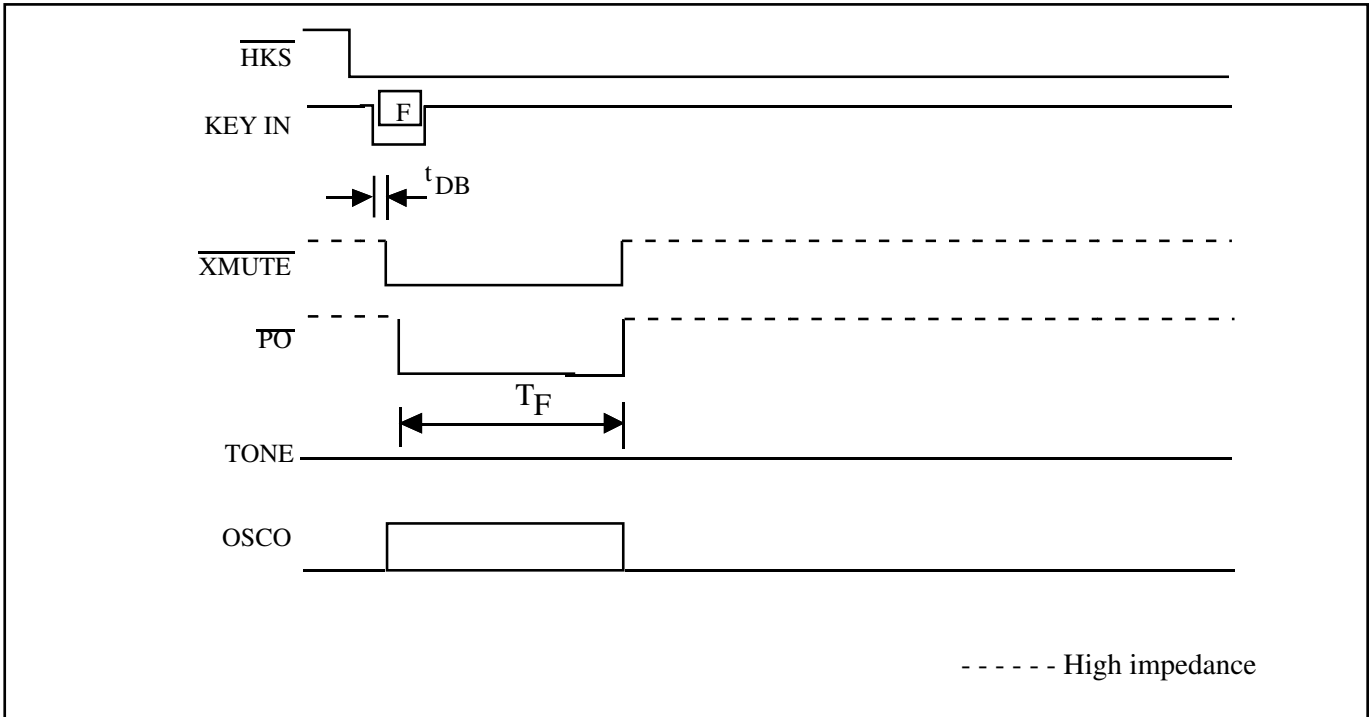 HKS
KEY IN
F
tDB
XMUTE
PO
TF
TONE
OSCO
- - - - - - High impedance